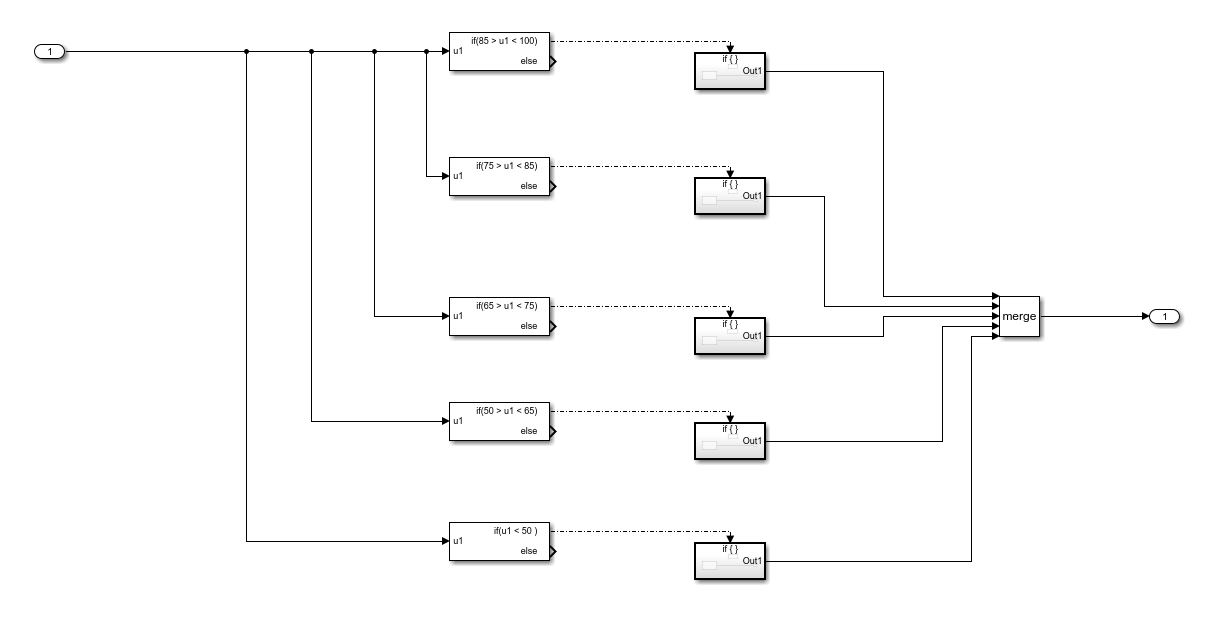 1
if(85 > u1 < 100)
u1
else
if { }
Out1
if(75 > u1 < 85)
u1
else
if { }
Out1
if(65 > u1 < 75)
u1
else
if { }
Out1
merge
1
if(50 > u1 < 65)
u1
else
if { }
Out1
if(u1 < 50 )
u1
else
if { }
Out1